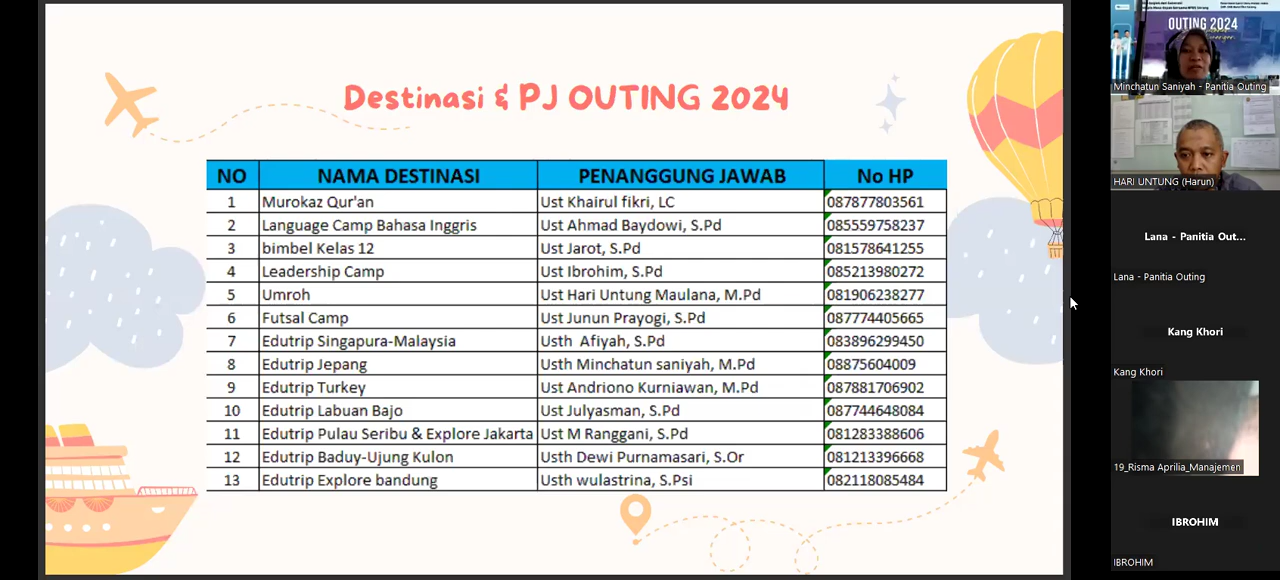 Destinasi & PJ OUTING 2024
NO NAMA DESTINASI PENANGGUNG JAWAB No HP
1 Murokaz Qur'an Ust Khairul fikri, LC 087877803561
2 Language Camp Bahasa Inggris Ust Ahmad Baydowi, S.Pd 085559758237
3 bimbel Kelas 12 Ust Jarot, S.Pd 081578641255
4 Leadership Camp Ust Ibrohim, S.Pd 085213980272
5 Umroh Ust Hari Untung Maulana, M.Pd 081906238277
6 Futsal Camp Ust Junun Prayogi, S.Pd 087774405665
7 Edutrip Singapura-Malaysia Usth Afiyah, S.Pd 083896299450
8 Edutrip Jepang Usth Minchatun saniyah, M.Pd 08875604009
9 Edutrip Turkey Ust Andriono Kurniawan, M.Pd 087881706902
10 Edutrip Labuan Bajo Ust Julyasman, S.Pd 087744648084
11 Edutrip Pulau Seribu & Explore Jakarta Ust M Ranggani, S.Pd 081283388606
12 Edutrip Baduy-Ujung Kulon Usth Dewi Purnamasari, S.Or 081213396668
13 Edutrip Explore bandung Usth wulastrina, S.Psi 082118085484
OUTING 2024
Minchatun Saniyah - Panitia Outing
HARI UNTUNG (Harun)
Lana - Panitia Out...
Lana - Panitia Outing
Kang Khori
Kang Khori
19_Risma Aprilia_Manajemen
IBROHIM
IBROHIM